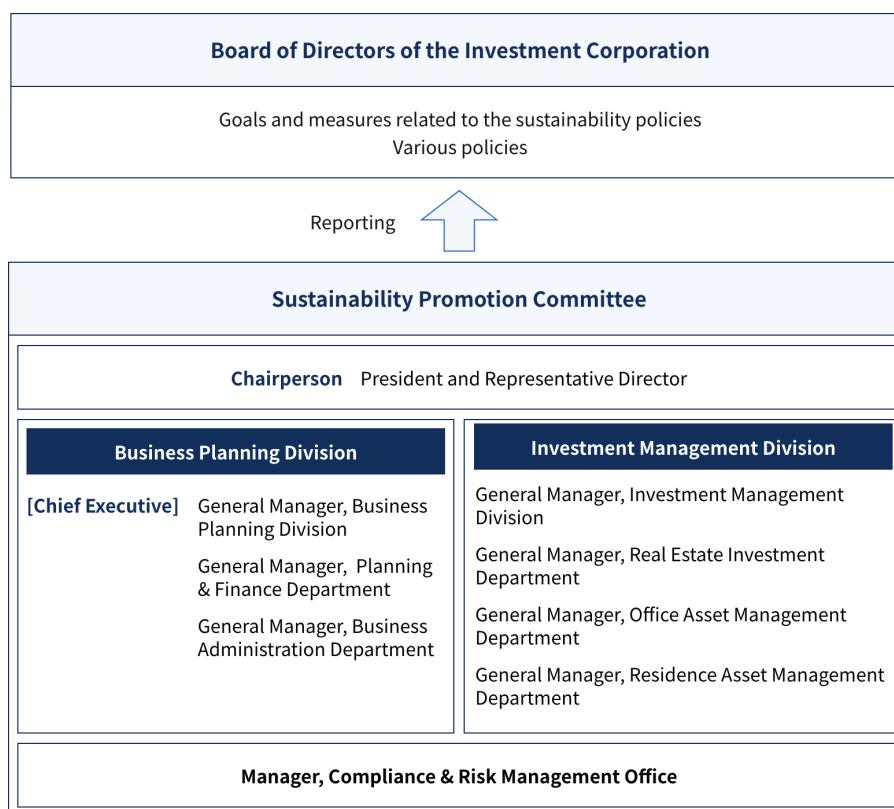 Board of Directors of the Investment Corporation
Goals and measures related to the sustainability policies
Various policies
Reporting
Sustainability Promotion Committee
Chairperson President and Representative Director
Business Planning Division
[Chief Executive] General Manager, Business
Planning Division
General Manager, Planning
& Finance Department
General Manager, Business
Administration Department
Investment Management Division
General Manager, Investment Management
Division
General Manager, Real Estate Investment
Department
General Manager, Office Asset Management
Department
General Manager, Residence Asset Management
Department
Manager, Compliance & Risk Management Office